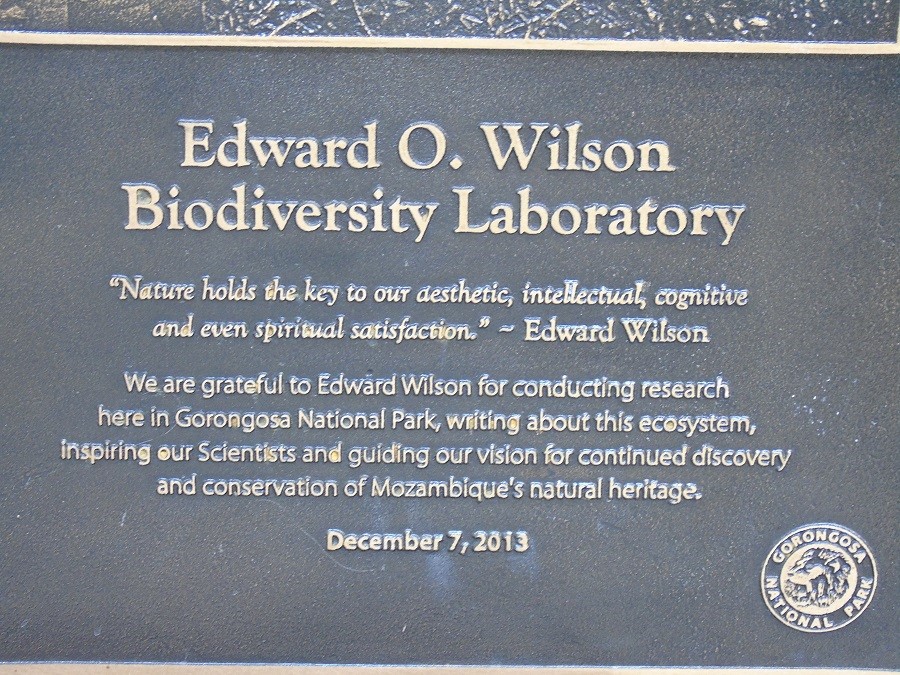 Edward O. Wilson
Biodiversity Laboratory
“Nature holds the key to our aesthetic, intellectual, cognitive
and even spiritual satisfaction.” ~ Edward Wilson
We are grateful to Edward Wilson for conducting research
here in Gorongosa National Park, writing about this ecosystem,
inspiring our Scientists and guiding our vision for continued discovery
and conservation of Mozambique's natural heritage.
December 7, 2013
GORONGOSA
NATIONAL PARK